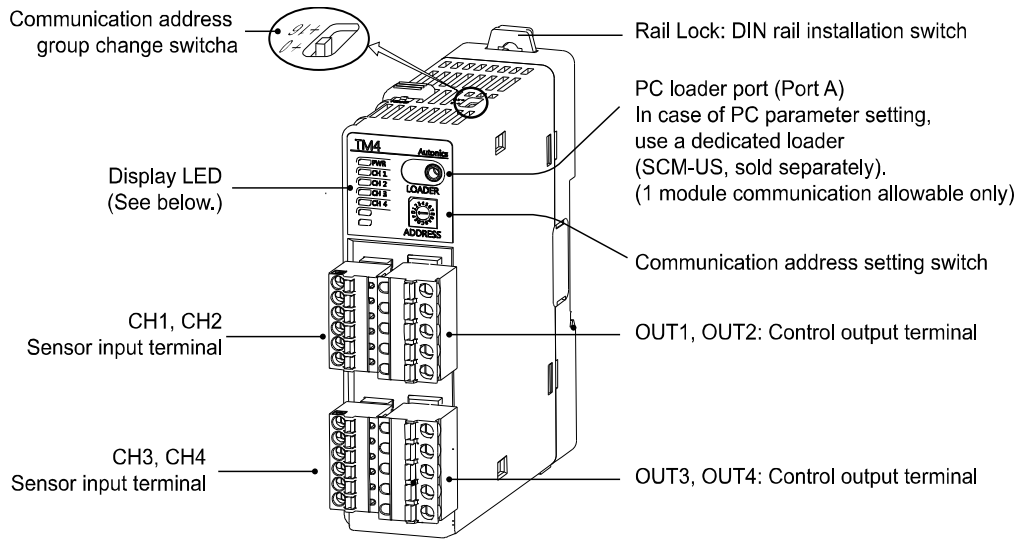 Communication address
group change switcha
+16
+0
Rail Lock: DIN rail installation switch
PC loader port (Port A)
In case of PC parameter setting,
use a dedicated loader
(SCM-US, sold separately).
(1 module communication allowable only)
TM4
Autonics
PWR
CH 1
CH 2
CH 3
CH 4
LOADER
ADDRESS
Display LED
(See below.)
Communication address setting switch
CH1, CH2
Sensor input terminal
OUT1, OUT2: Control output terminal
CH3, CH4
Sensor input terminal
OUT3, OUT4: Control output terminal